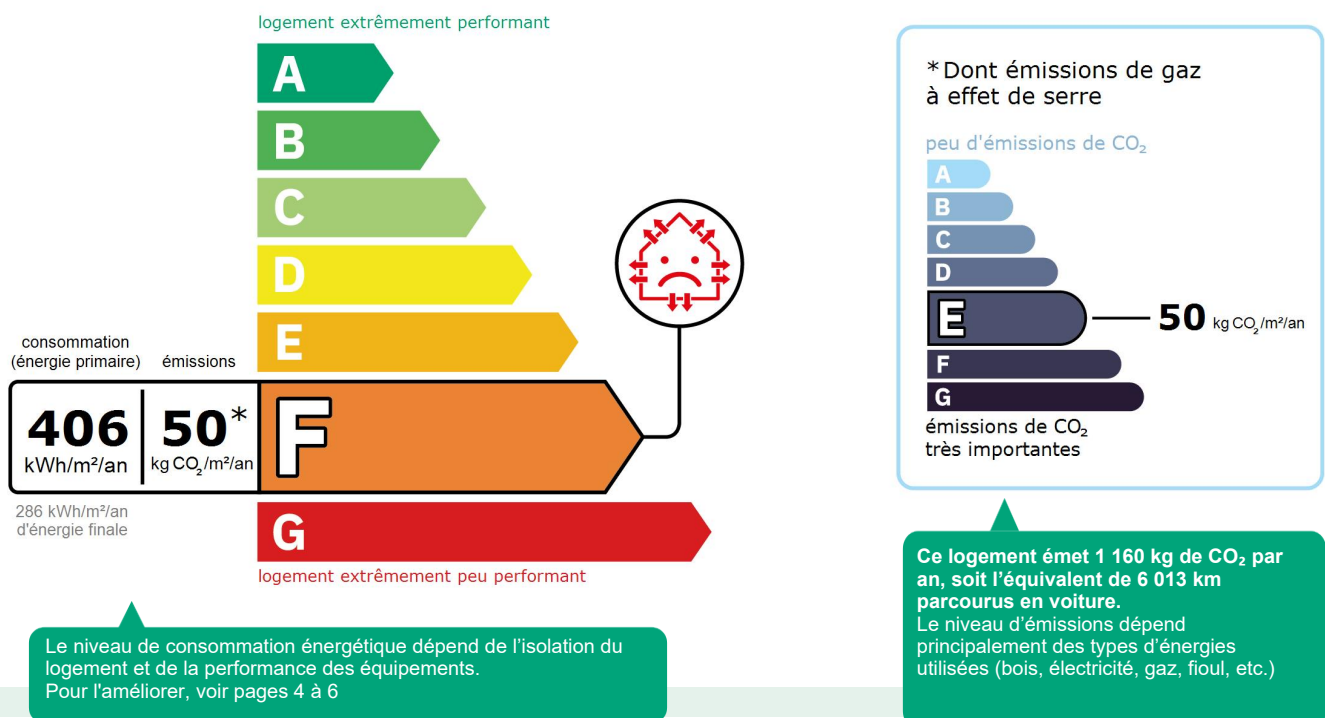 logement extrêmement performant
A
B
C
D
E
consommation
(énergie primaire)
émissions
406
kWh/m²/an
50*
kg CO₂/m²/an
F
286 kWh/m²/an
d'énergie finale
G
logement extrêmement peu performant
Le niveau de consommation énergétique dépend de l'isolation du
logement et de la performance des équipements.
Pour l'améliorer, voir pages 4 à 6
*Dont émissions de gaz
à effet de serre
peu d'émissions de CO₂
A
B
C
D
E
50 kg CO₂/m²/an
F
G
émissions de CO₂
très importantes
Ce logement émet 1 160 kg de CO₂ par
an, soit l'équivalent de 6 013 km
parcourus en voiture.
Le niveau d'émissions dépend
principalement des types d'énergies
utilisées (bois, électricité, gaz, fioul, etc.)